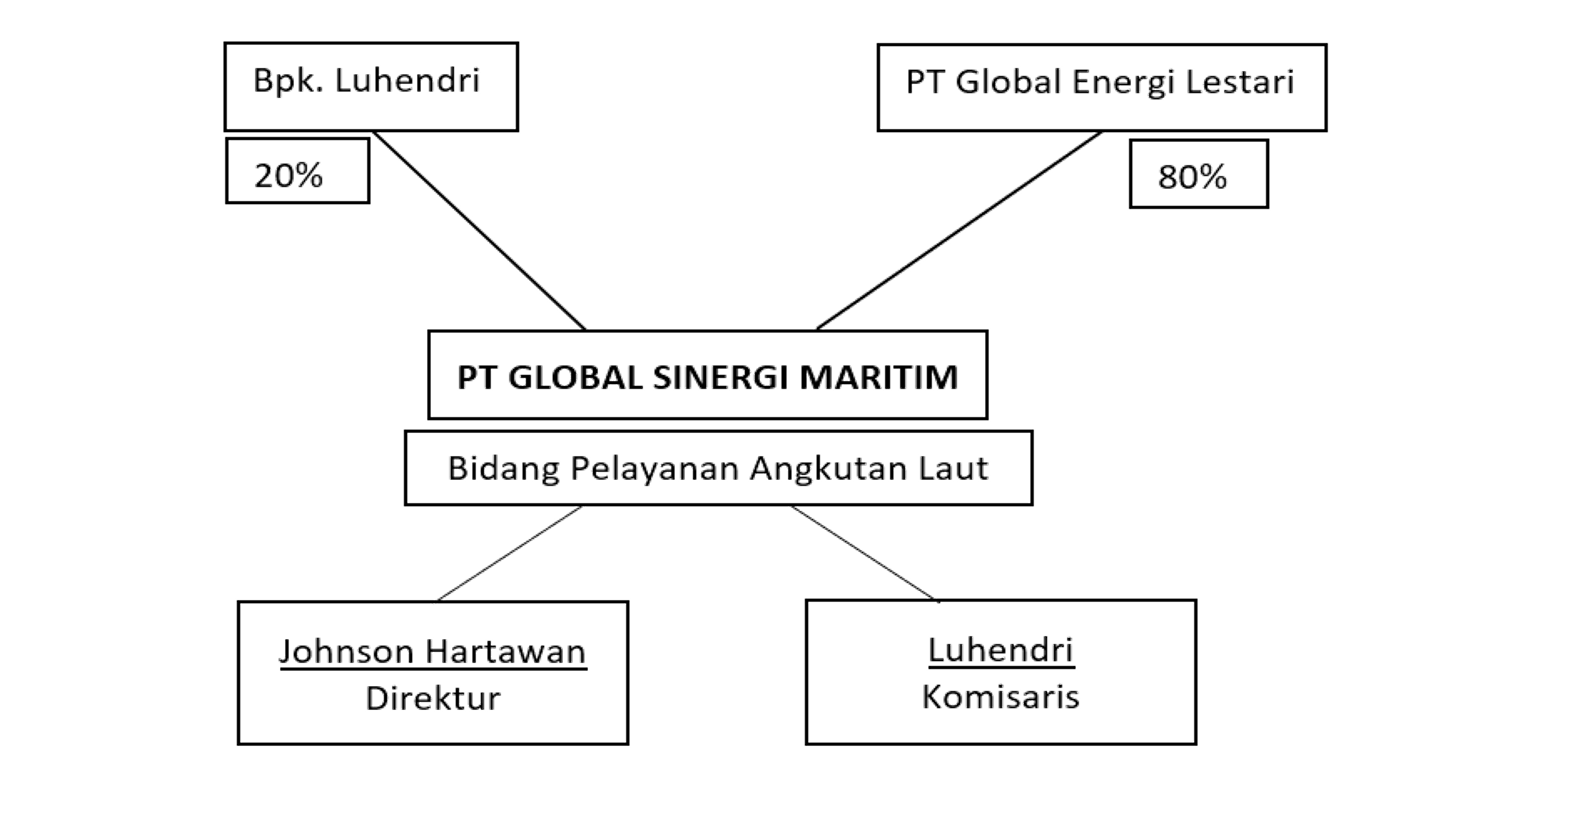 Bpk. Luhendri
PT Global Energi Lestari
20%
80%
PT GLOBAL SINERGI MARITIM
Bidang Pelayanan Angkutan Laut
Johnson Hartawan
Direktur
Luhendri
Komisaris